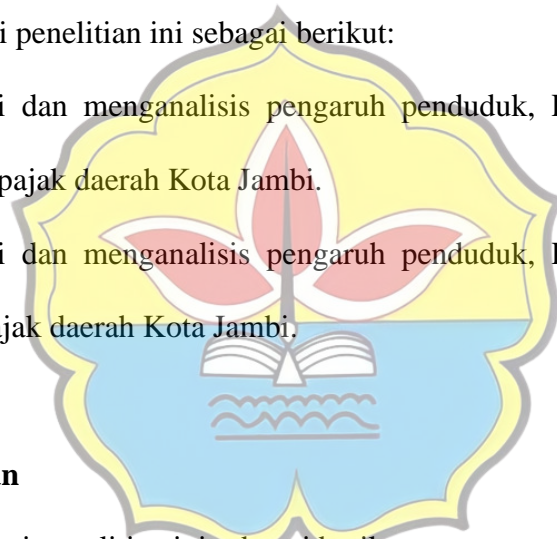 i penelitian ini sebagai berikut:
i dan menganalisis pengaruh penduduk,
pajak daerah Kota Jambi.
i dan menganalisis pengaruh penduduk,
jak daerah Kota Jambi.
an